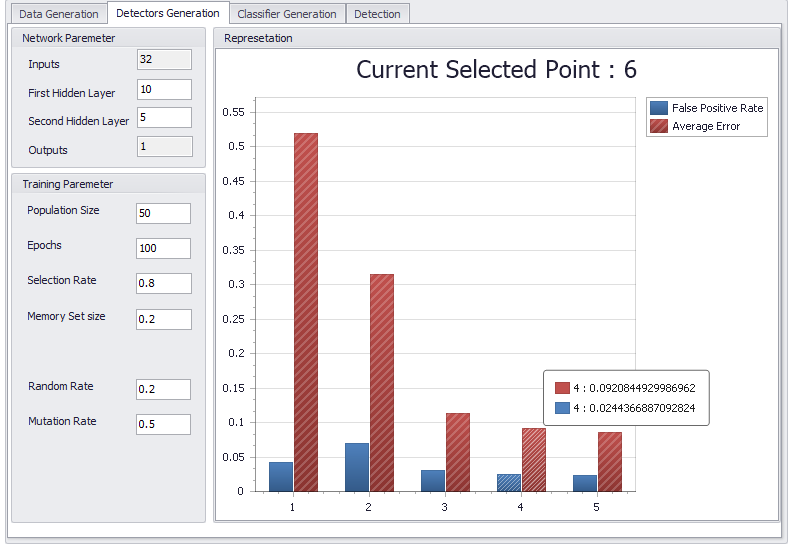 Data Generation Detectors Generation Classifier Generation Detection
Network Paremeter
Inputs 32
First Hidden Layer 10
Second Hidden Layer 5
Outputs 1
Training Paremeter
Population Size 50
Epochs 100
Selection Rate 0.8
Memory Set size 0.2
Random Rate 0.2
Mutation Rate 0.5
Represetation
Current Selected Point : 6
0.55
0.5
0.45
0.4
0.35
0.3
0.25
0.2
0.15
0.1
0.05
0
1 2 3 4 5
False Positive Rate
Average Error
4 : 0.0920844929986962
4 : 0.0244366887092824